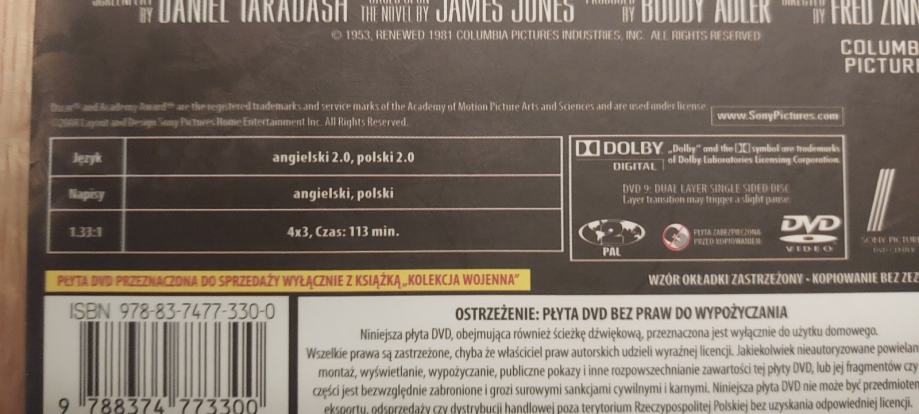 BY DANIEL TARADASH THE NOVEL BY JAMES JONES BY BUDDY ADLER BY FRED
© 1953, RENEWED 1981 COLUMBIA PICTURES INDUSTRIES, INC. ALL RIGHTS RESERVED
Oscar® and Academy Award® are the registered trademarks and service marks of the Academy of Motion Picture Arts and Sciences and are used under license.
©2008 Layout and Design Sony Pictures Home Entertainment Inc. All Rights Reserved.
www.SonyPictures.com
Język angielski 2.0, polski 2.0
Napisy angielski, polski
1.33:1 4x3, Czas: 113 min.
DOLBY
DIGITAL
„Dolby” and the symbol are trademarks
of Dolby Laboratories Licensing Corporation.
DVD 9: DUAL LAYER SINGLE SIDED DISC
Layer transition may trigger a slight pause.
2
PAL
PŁYTA ZABEZPIECZONA
PRZED KOPIOWANIEM
DVD
VIDEO
SONY
PŁYTA DVD PRZEZNACZONA DO SPRZEDAŻY WYŁĄCZNIE Z KSIĄŻKĄ „KOLEKCJA WOJENNA”
WZÓR OKŁADKI ZASTRZEŻONY - KOPIOWANIE BEZ
ISBN 978-83-7477-330-0
9 788374 773300
OSTRZEŻENIE: PŁYTA DVD BEZ PRAW DO WYPOŻYCZANIA
Niniejsza płyta DVD, obejmująca również ścieżkę dźwiękową, przeznaczona jest wyłącznie do użytku domowego.
Wszelkie prawa są zastrzeżone, chyba że właściciel praw autorskich udzieli wyraźnej licencji. Jakiekolwiek nieautoryzowane powielan
montaż, wyświetlanie, wypożyczanie, publiczne pokazy i inne rozpowszechnianie zawartości tej płyty DVD, lub jej fragmentów czy
części jest bezwzględnie zabronione i grozi surowymi sankcjami cywilnymi i karnymi. Niniejsza płyta DVD nie może być przedmiotem
eksportu, odsprzedaży czy dystrybucji handlowej poza terytorium Rzeczypospolitej Polskiej bez uzyskania odpowiedniej licencji.